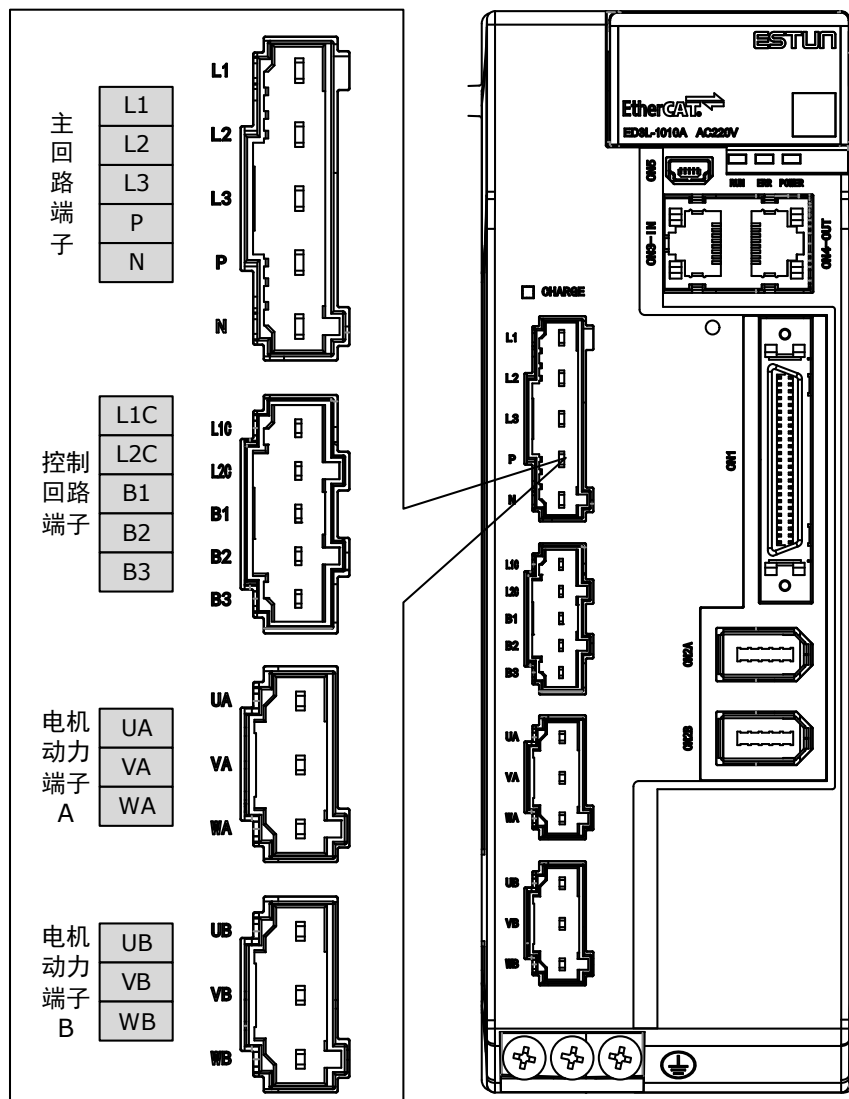 主回路端子
L1
L2
L3
P
N
L1
L2
L3
P
N
控制
回路
端子
L1C
L2C
B1
B2
B3
L1C
L2C
B1
B2
B3
电机
动力
端子
A
UA
VA
WA
UA
VA
WA
电机
动力
端子
B
UB
VB
WB
UB
VB
WB
ESTUN
EtherCAT
ED3L-1010A AC220V
CN5
RUN ERR POWER
CN3-IN
CN4-OUT
CHARGE
L1
L2
L3
P
N
CN1
L1C
L2C
B1
B2
B3
CN2A
CN2B
UA
VA
WA
UB
VB
WB